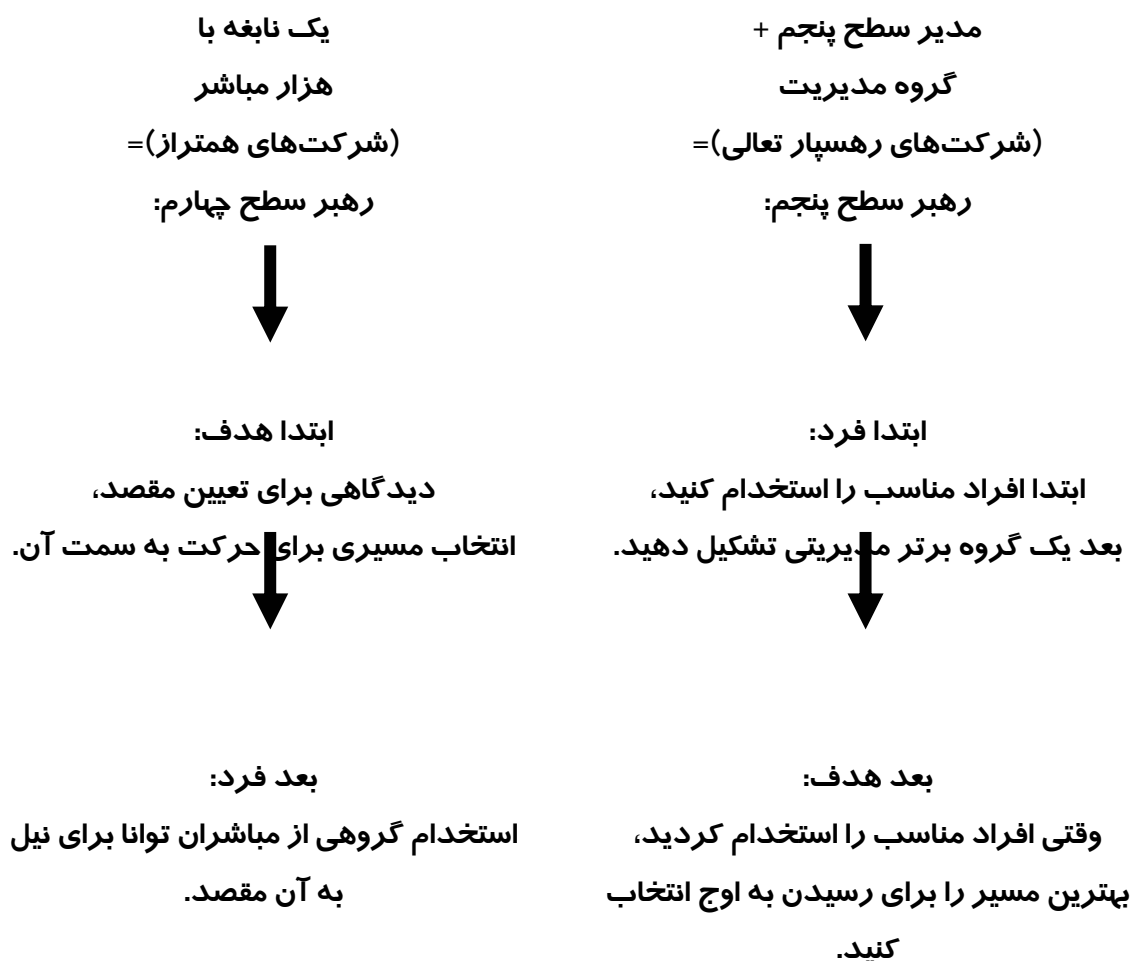 مدیر سطح پنجم +
گروه مدیریت
(شرکت‌های رهسپار تعالی)=
رهبر سطح پنجم:
ابتدا فرد:
ابتدا افراد مناسب را استخدام کنید،
بعد یک گروه برتر مدیریتی تشکیل دهید.
بعد هدف:
وقتی افراد مناسب را استخدام کردید،
بهترین مسیر را برای رسیدن به اوج انتخاب
کنید.
یک نابغه با
هزار مباشر
(شرکت‌های همتراز)=
رهبر سطح چهارم:
ابتدا هدف:
دیدگاهی برای تعیین مقصد،
انتخاب مسیری برای حرکت به سمت آن.
بعد فرد:
استخدام گروهی از مباشران توانا برای نیل
به آن مقصد.